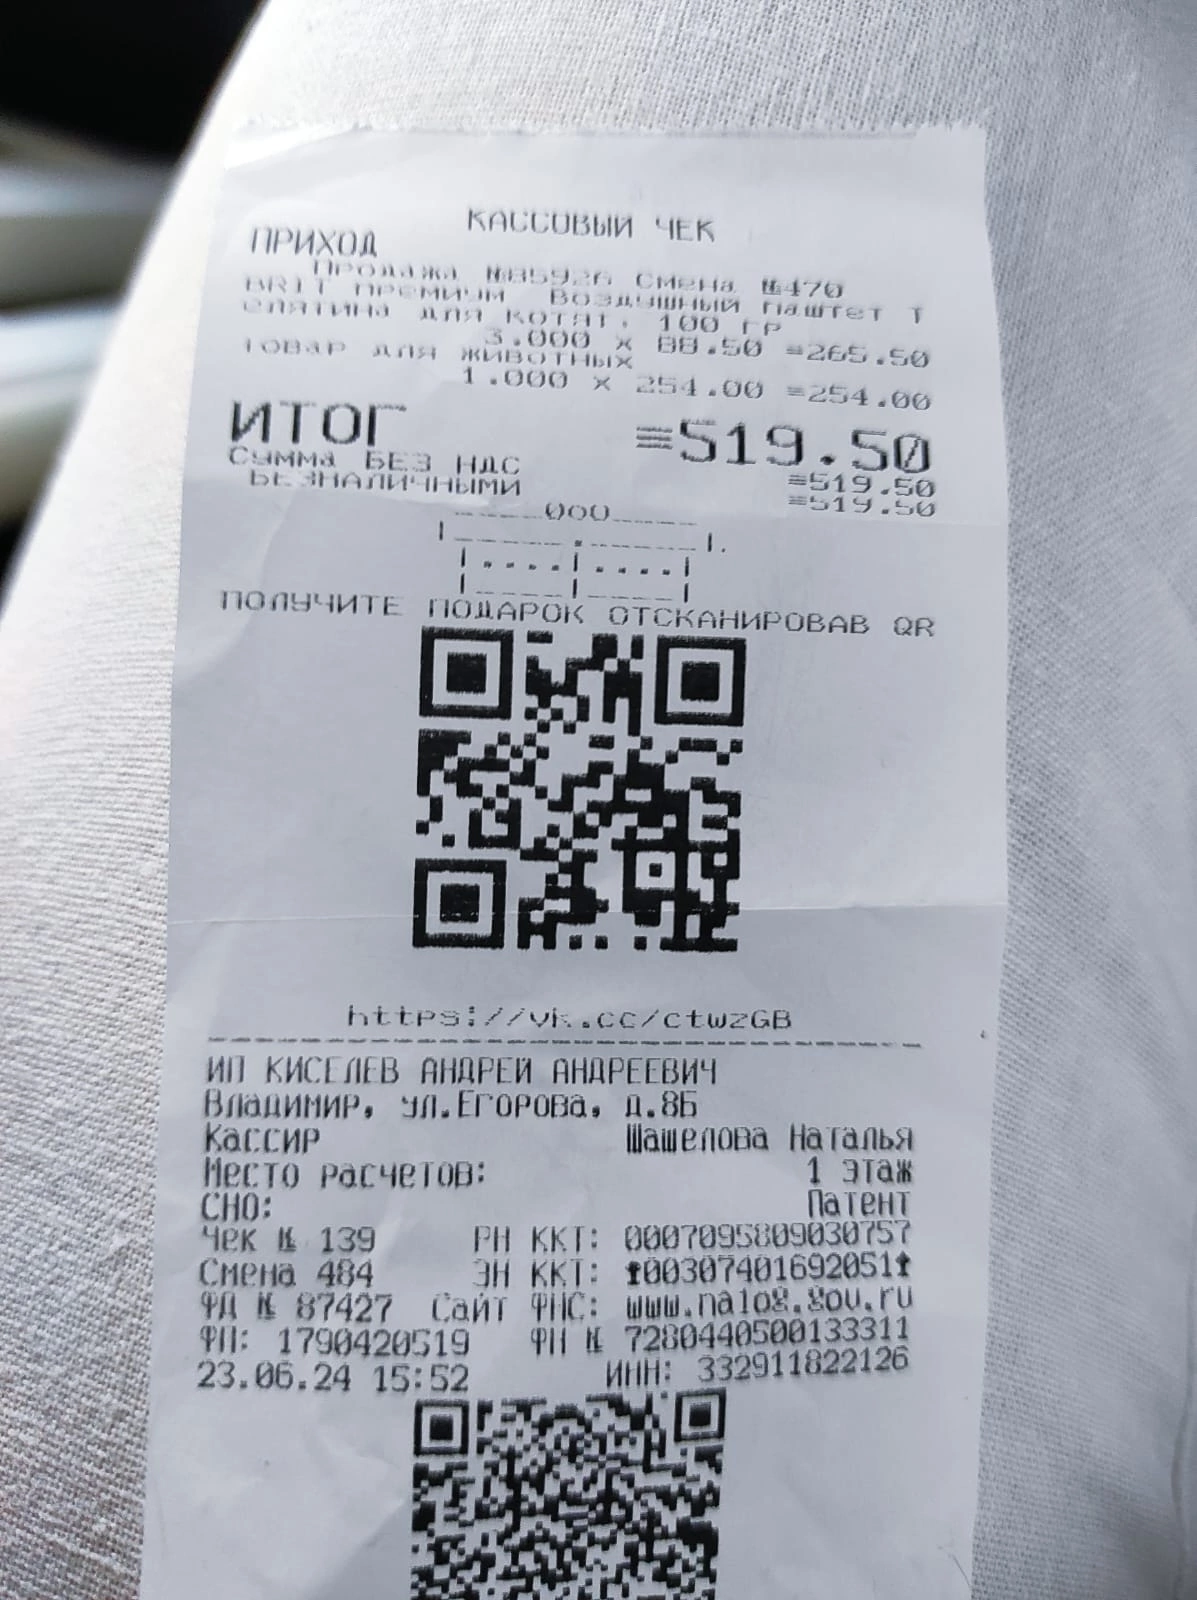 КАССОВЫЙ ЧЕК
ПРИХОД
Продажа №85926 Смена №470
BRIT Премиум Воздушный паштет Т
елятина для котят, 100 гр
3.000 x 88.50 =265.50
Товар для животных
1.000 x 254.00 =254.00
ИТОГ =519.50
Сумма БЕЗ НДС =519.50
БЕЗНАЛИЧНЫМИ =519.50
ПОЛУЧИТЕ ПОДАРОК ОТСКАНИРОВАВ QR
https://vk.cc/ctwzGB
ИП КИСЕЛЕВ АНДРЕЙ АНДРЕЕВИЧ
Владимир, ул.Егорова, д.8Б
Кассир Шашелова Наталья
Место расчетов: 1 этаж
СНО: Патент
Чек № 139 РН ККТ: 0007095809030757
Смена 484 ЗН ККТ: 00307401692051
ФД № 87427 Сайт ФНС: www.nalog.gov.ru
ФП: 1790420519 ФН № 7280440500133311
23.06.24 15:52 ИНН: 332911822126